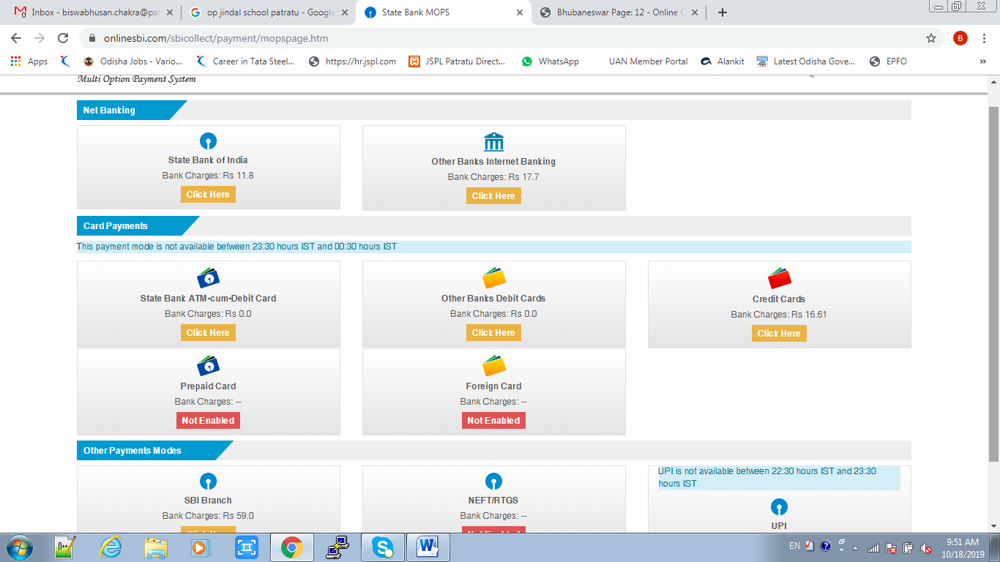 Inbox - biswabhusan.chakra@pat
op jindal school patratu - Google
State Bank MOPS
Bhubaneswar Page: 12 - Online C
onlinesbi.com/sbicollect/payment/mopspage.htm
B
Apps
Odisha Jobs - Vario...
Career in Tata Steel...
https://hr.jspl.com
JSPL Patratu Direct...
WhatsApp
UAN Member Portal
Alankit
Latest Odisha Gove...
EPFO
»
Multi Option Payment System
Net Banking
State Bank of India
Bank Charges: Rs 11.8
Click Here
Other Banks Internet Banking
Bank Charges: Rs 17.7
Click Here
Card Payments
This payment mode is not available between 23:30 hours IST and 00:30 hours IST
State Bank ATM-cum-Debit Card
Bank Charges: Rs 0.0
Click Here
Other Banks Debit Cards
Bank Charges: Rs 0.0
Click Here
Credit Cards
Bank Charges: Rs 16.61
Click Here
Prepaid Card
Bank Charges: --
Not Enabled
Foreign Card
Bank Charges: --
Not Enabled
Other Payments Modes
SBI Branch
Bank Charges: Rs 59.0
Click Here
NEFT/RTGS
Bank Charges: --
Not Enabled
UPI is not available between 22:30 hours IST and 23:30
hours IST
UPI
EN
9:51 AM
10/18/2019